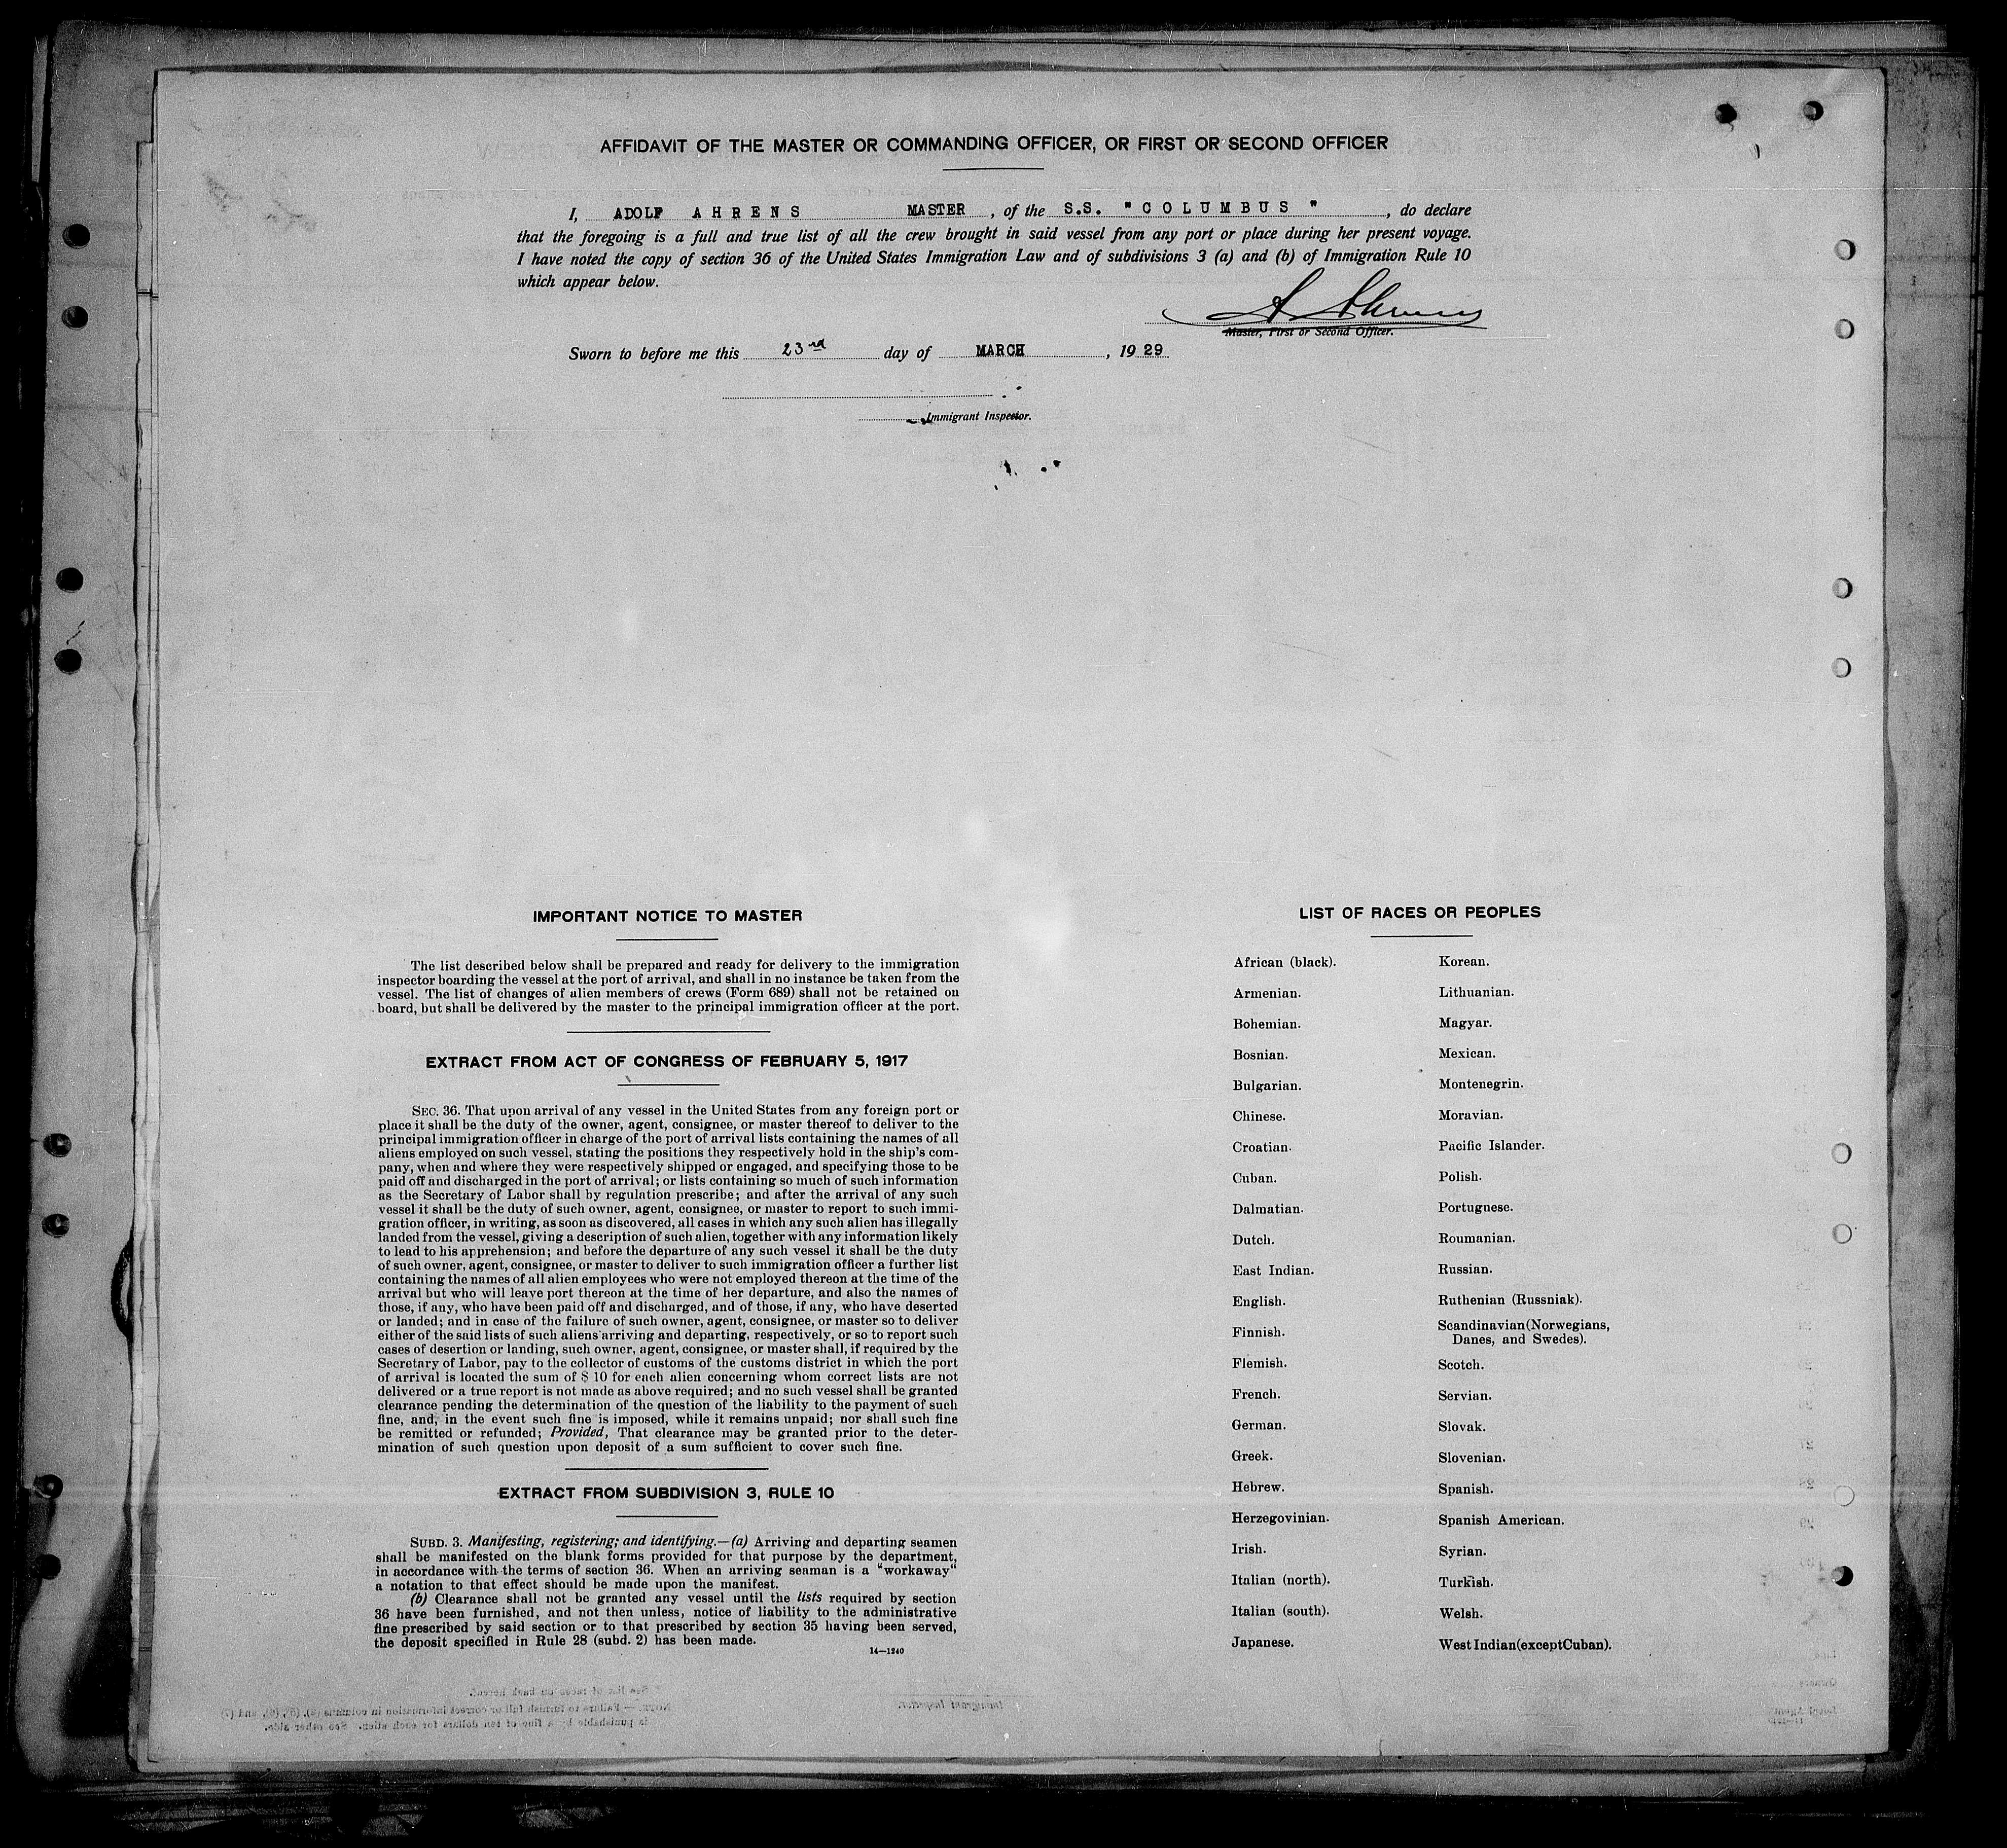 AFFIDAVIT OF THE MASTER OR COMMANDING OFFICER, OR FIRST OR SECOND OFFICER
I, ADOLF AHRENS MASTER, of the S.S. "COLUMBUS", do declare
that the foregoing is a full and true list of all the crew brought in said vessel from any port or place during her present voyage.
I have noted the copy of section 36 of the United States Immigration Law and of subdivisions 3 (a) and (b) of Immigration Rule 10
which appear below.
A Ahrens
Master, First or Second Officer.
Sworn to before me this 23rd day of MARCH, 1929
Immigrant Inspector.
IMPORTANT NOTICE TO MASTER
The list described below shall be prepared and ready for delivery to the immigration
inspector boarding the vessel at the port of arrival, and shall in no instance be taken from the
vessel. The list of changes of alien members of crews (Form 689) shall not be retained on
board, but shall be delivered by the master to the principal immigration officer at the port.
EXTRACT FROM ACT OF CONGRESS OF FEBRUARY 5, 1917
SEC. 36. That upon arrival of any vessel in the United States from any foreign port or
place it shall be the duty of the owner, agent, consignee, or master thereof to deliver to the
principal immigration officer in charge of the port of arrival lists containing the names of all
aliens employed on such vessel, stating the positions they respectively hold in the ship's com-
pany, when and where they were respectively shipped or engaged, and specifying those to be
paid off and discharged in the port of arrival; or lists containing so much of such information
as the Secretary of Labor shall by regulation prescribe; and after the arrival of any such
vessel it shall be the duty of such owner, agent, consignee, or master to report to such immi-
gration officer, in writing, as soon as discovered, all cases in which any such alien has illegally
landed from the vessel, giving a description of such alien, together with any information likely
to lead to his apprehension; and before the departure of any such vessel it shall be the duty
of such owner, agent, consignee, or master to deliver to such immigration officer a further list
containing the names of all alien employees who were not employed thereon at the time of the
arrival but who will leave port thereon at the time of her departure, and also the names of
those, if any, who have been paid off and discharged, and of those, if any, who have deserted
or landed; and in case of the failure of such owner, agent, consignee, or master so to deliver
either of the said lists of such aliens arriving and departing, respectively, or so to report such
cases of desertion or landing, such owner, agent, consignee, or master shall, if required by the
Secretary of Labor, pay to the collector of customs of the customs district in which the port
of arrival is located the sum of $ 10 for each alien concerning whom correct lists are not
delivered or a true report is not made as above required; and no such vessel shall be granted
clearance pending the determination of the question of the liability to the payment of such
fine, and, in the event such fine is imposed, while it remains unpaid; nor shall such fine
be remitted or refunded; Provided, That clearance may be granted prior to the deter-
mination of such question upon deposit of a sum sufficient to cover such fine.
EXTRACT FROM SUBDIVISION 3, RULE 10
SUBD. 3. Manifesting, registering; and identifying.—(a) Arriving and departing seamen
shall be manifested on the blank forms provided for that purpose by the department,
in accordance with the terms of section 36. When an arriving seaman is a "workaway"
a notation to that effect should be made upon the manifest.
(b) Clearance shall not be granted any vessel until the lists required by section
36 have been furnished, and not then unless, notice of liability to the administrative
fine prescribed by said section or to that prescribed by section 35 having been served,
the deposit specified in Rule 28 (subd. 2) has been made.
14—1240
LIST OF RACES OR PEOPLES
African (black).
Armenian.
Bohemian.
Bosnian.
Bulgarian.
Chinese.
Croatian.
Cuban.
Dalmatian.
Dutch.
East Indian.
English.
Finnish.
Flemish.
French.
German.
Greek.
Hebrew.
Herzegovinian.
Irish.
Italian (north).
Italian (south).
Japanese.
Korean.
Lithuanian.
Magyar.
Mexican.
Montenegrin.
Moravian.
Pacific Islander.
Polish.
Portuguese.
Roumanian.
Russian.
Ruthenian (Russniak).
Scandinavian(Norwegians,
Danes, and Swedes).
Scotch.
Servian.
Slovak.
Slovenian.
Spanish.
Spanish American.
Syrian.
Turkish.
Welsh.
West Indian(exceptCuban).